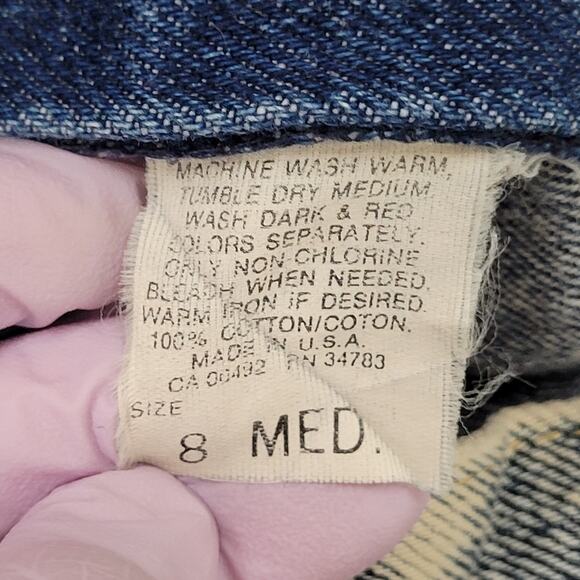 MACHINE WASH WARM,
TUMBLE DRY MEDIUM
WASH DARK & RED
COLORS SEPARATELY.
ONLY NON-CHLORINE
BLEACH WHEN NEEDED.
WARM IRON IF DESIRED.
100% COTTON/COTON.
MADE IN U.S.A.
CA 00492 RN 34783
SIZE
8 MED.